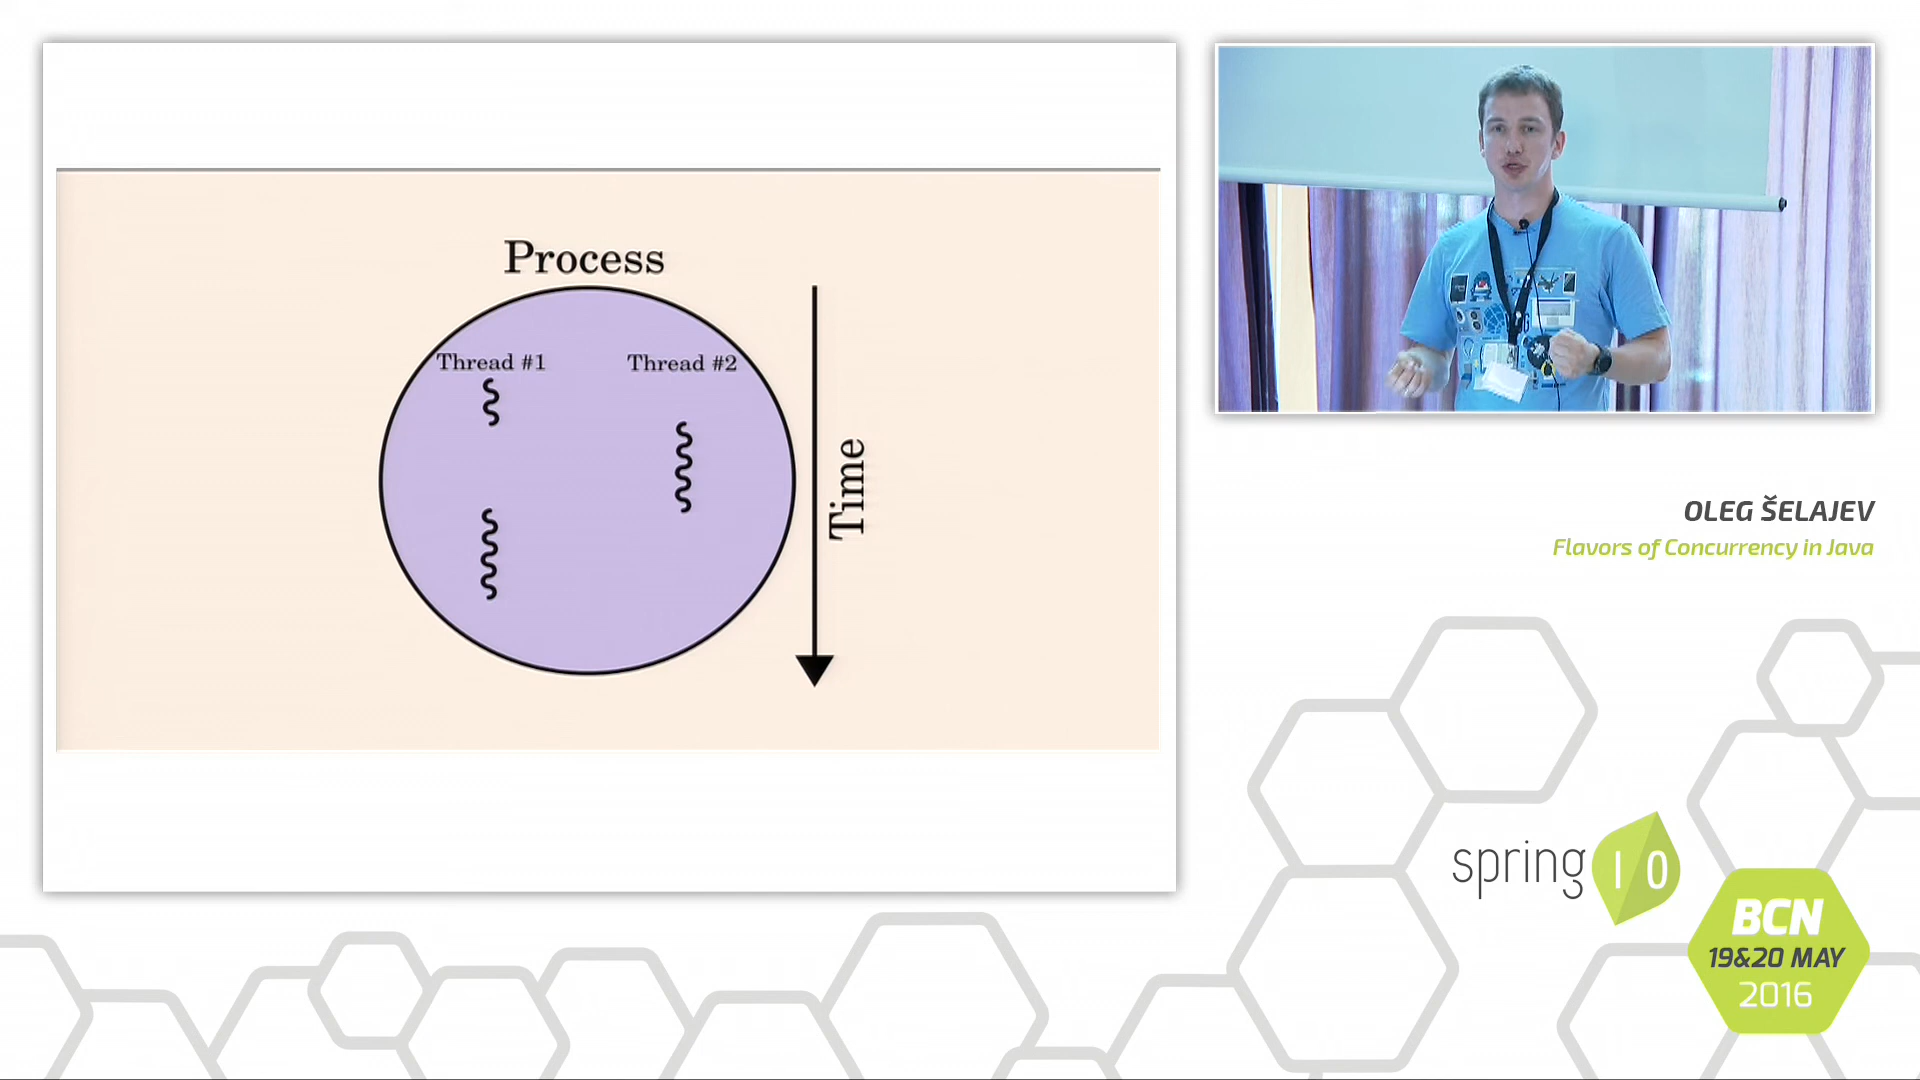 Process
Thread #1
Thread #2
Time
OLEG ŠELAJEV
Flavors of Concurrency in Java
spring I/O
BCN
19&20 MAY
2016